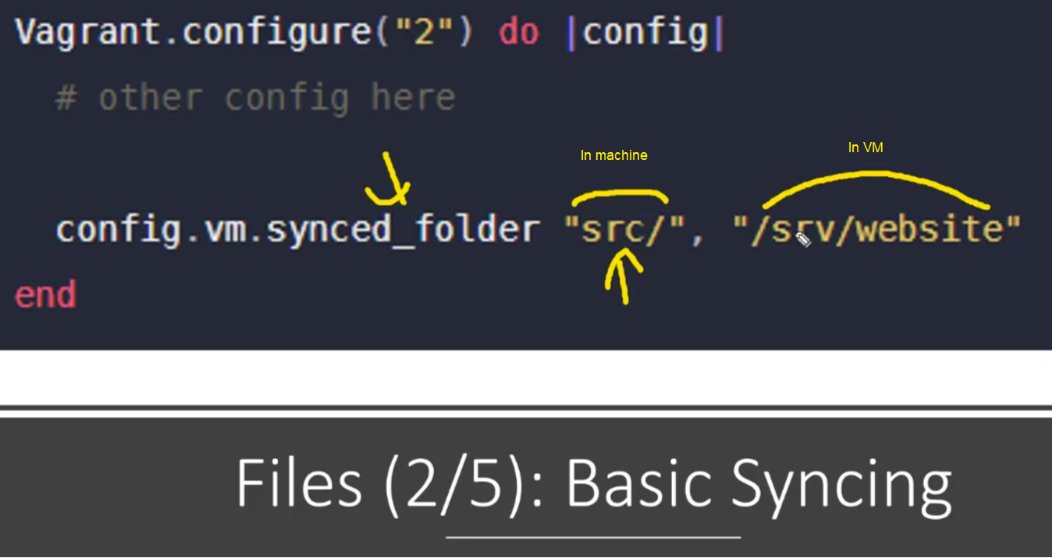 Vagrant.configure("2") do |config|
# other config here
In machine
In VM
config.vm.synced_folder "src/", "/srv/website"
end
Files (2/5): Basic Syncing